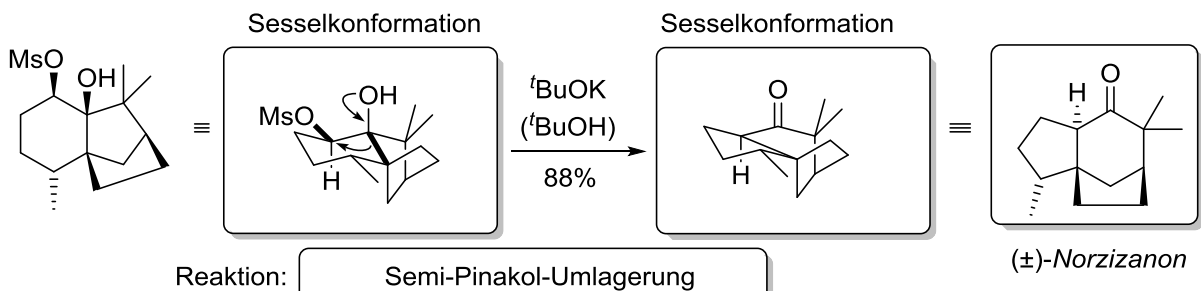 Sesselkonformation
Sesselkonformation
MsO
OH
≡
MsO
OH
H
ᵗBuOK
(ᵗBuOH)
88%
O
H
≡
O
H
(±)-Norzizanon
Reaktion:
Semi-Pinakol-Umlagerung